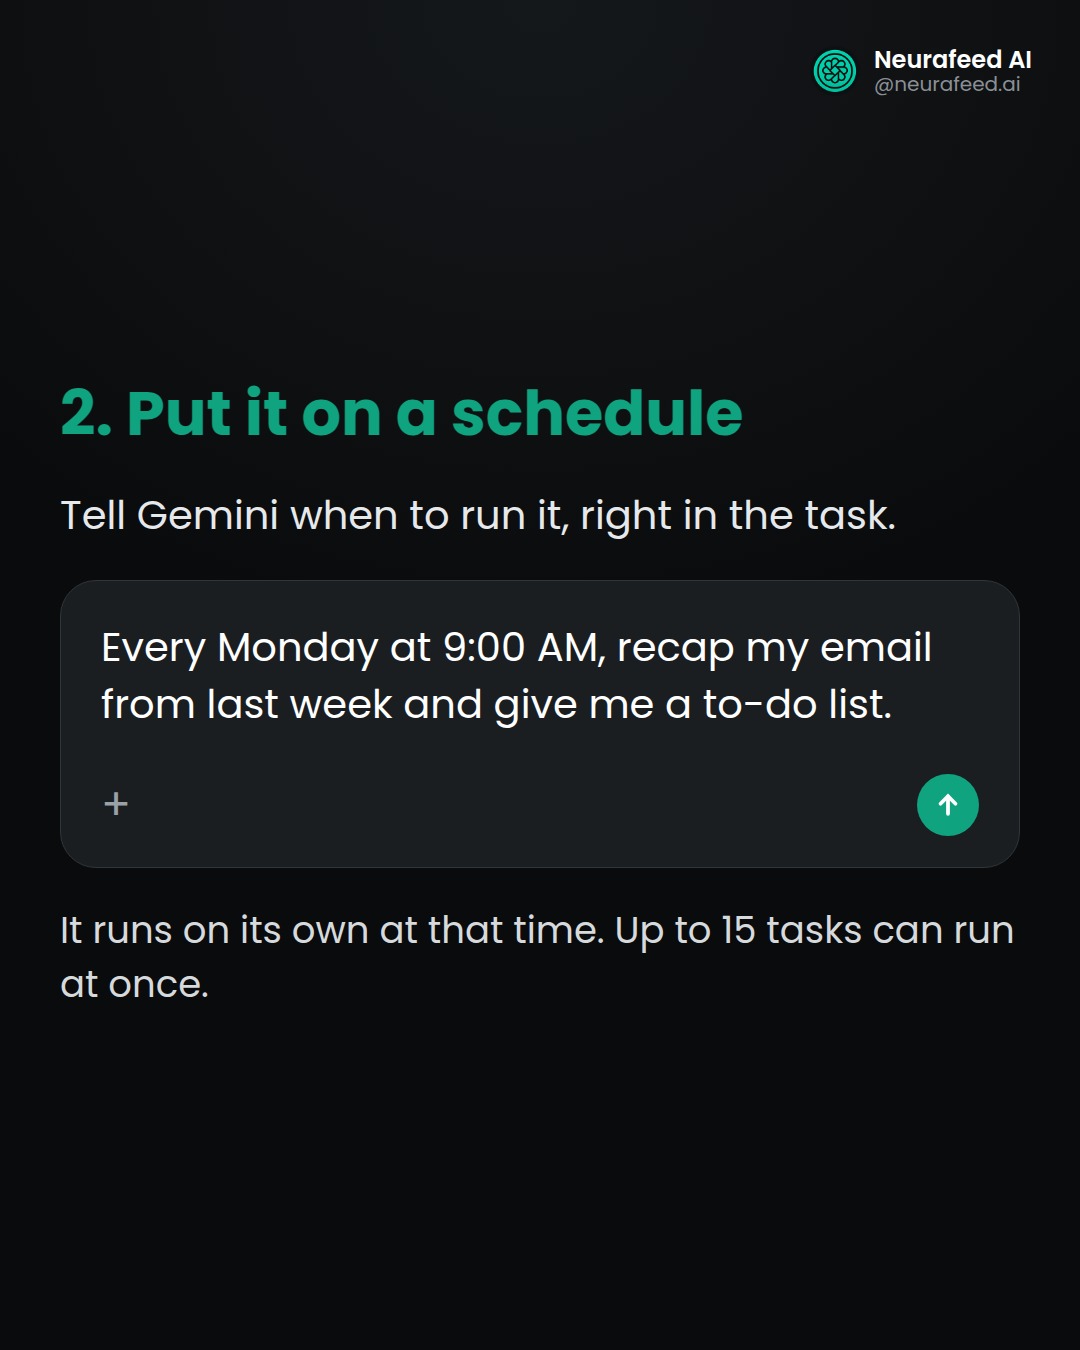 Neurafeed AI
@neurafeed.ai
2. Put it on a schedule
Tell Gemini when to run it, right in the task.
Every Monday at 9:00 AM, recap my email
from last week and give me a to-do list.
+
It runs on its own at that time. Up to 15 tasks can run
at once.